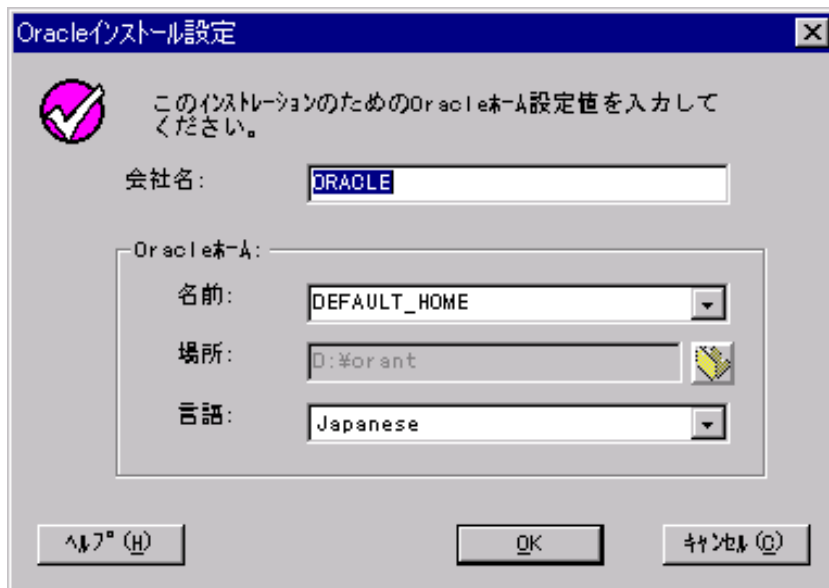 Oracleインストール設定
このインストレーションのためのOracleホーム設定値を入力して
ください。
会社名:
ORACLE
Oracleホーム:
名前:
DEFAULT_HOME
場所:
D:¥orant
言語:
Japanese
ヘルプ(H)
OK
キャンセル(C)